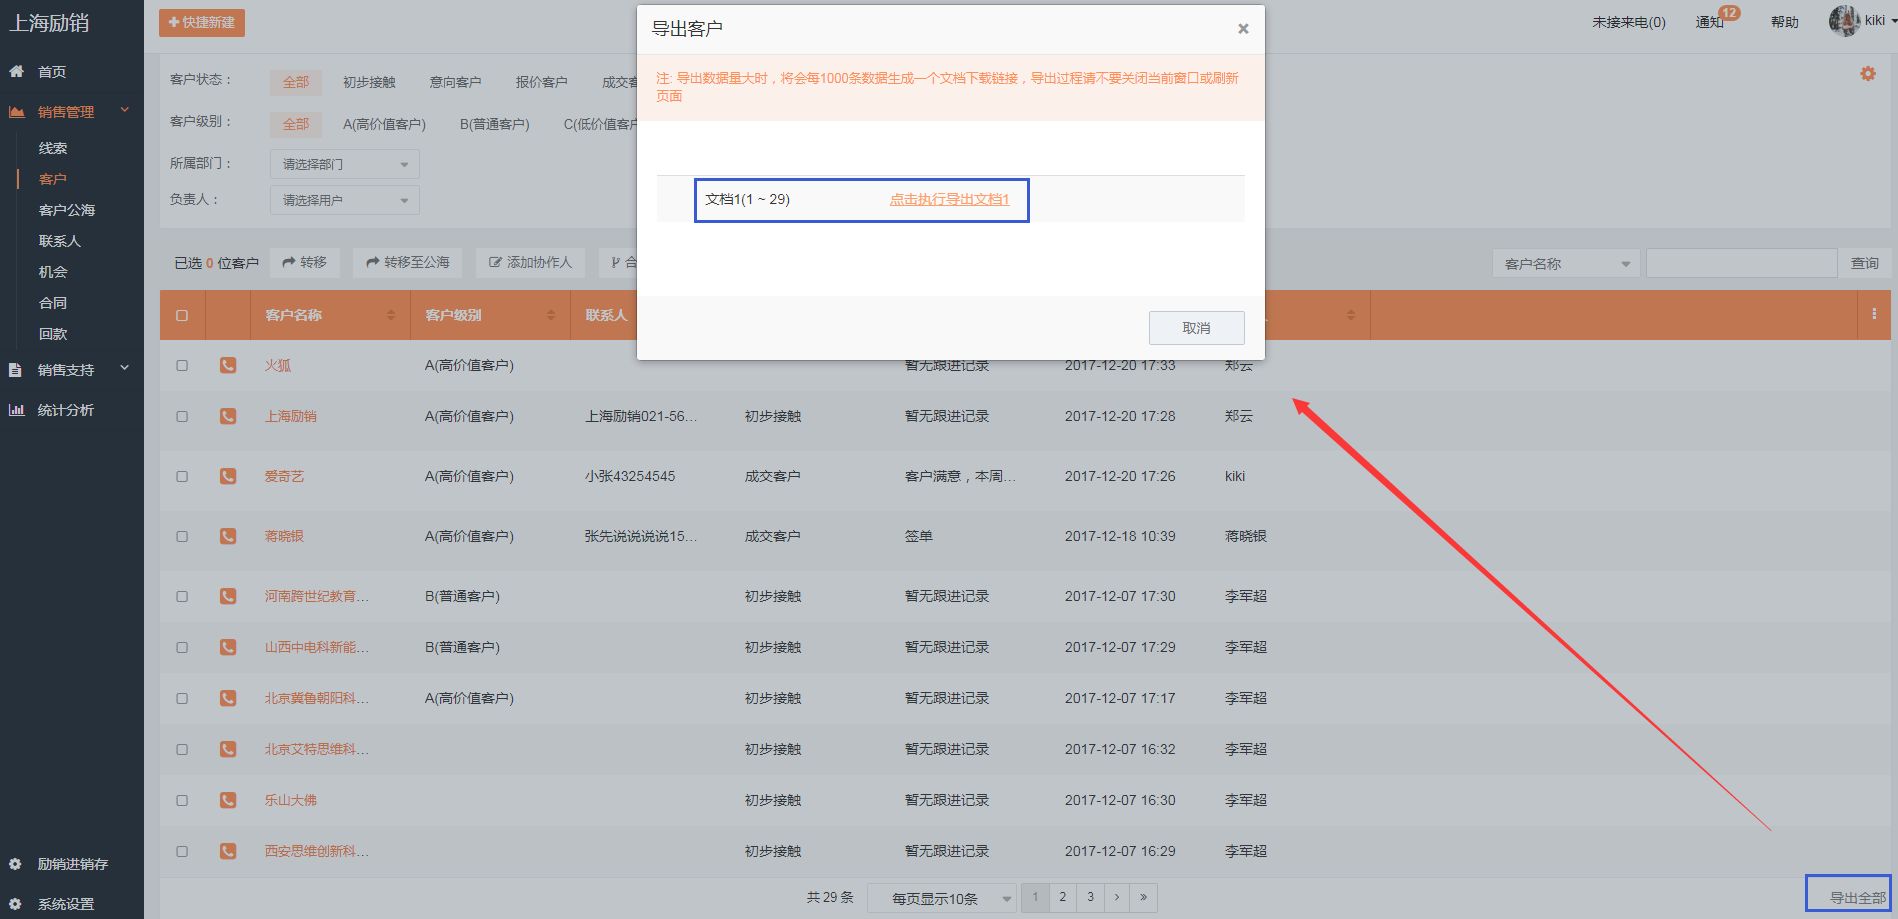 上海励销
快捷新建
未接来电(0)
通知
12
帮助
kiki
首页
销售管理
线索
客户
客户公海
联系人
机会
合同
回款
销售支持
统计分析
励销进销存
系统设置
客户状态：
全部
初步接触
意向客户
报价客户
客户级别：
全部
A(高价值客户)
B(普通客户)
所属部门：
请选择部门
负责人：
请选择用户
导出客户
×
注: 导出数据量大时，将会每1000条数据生成一个文档下载链接，导出过程请不要关闭当前窗口或刷新
页面
文档1(1 ~ 29)
点击执行导出文档1
取消
已选 0 位客户
转移
转移至公海
添加协作人
客户名称
查询
客户名称
客户级别
联系人
火狐
A(高价值客户)
暂无跟进记录
2017-12-20 17:33
郑云
上海励销
A(高价值客户)
上海励销021-56...
初步接触
暂无跟进记录
2017-12-20 17:28
郑云
爱奇艺
A(高价值客户)
小张43254545
成交客户
客户满意，本周...
2017-12-20 17:26
kiki
蒋晓银
A(高价值客户)
张先说说说说15...
成交客户
签单
2017-12-18 10:39
蒋晓银
河南跨世纪教育...
B(普通客户)
初步接触
暂无跟进记录
2017-12-07 17:30
李军超
山西中电科新能...
B(普通客户)
初步接触
暂无跟进记录
2017-12-07 17:29
李军超
北京冀鲁朝阳科...
A(高价值客户)
初步接触
暂无跟进记录
2017-12-07 17:17
李军超
北京艾特思维科...
初步接触
暂无跟进记录
2017-12-07 16:32
李军超
乐山大佛
初步接触
暂无跟进记录
2017-12-07 16:30
李军超
西安思维创新科...
初步接触
暂无跟进记录
2017-12-07 16:29
李军超
共 29 条
每页显示10条
1
2
3
›
»
导出全部